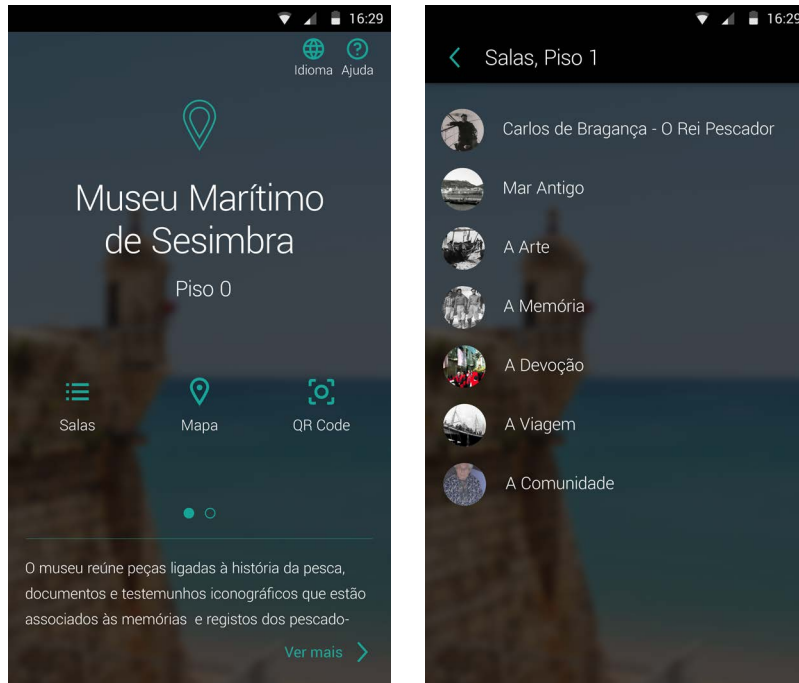 16:29
Idioma Ajuda
Museu Marítimo
de Sesimbra
Piso 0
Salas Mapa QR Code
O museu reúne peças ligadas à história da pesca,
documentos e testemunhos iconográficos que estão
associados às memórias e registos dos pescado-
Ver mais
16:29
Salas, Piso 1
Carlos de Bragança - O Rei Pescador
Mar Antigo
A Arte
A Memória
A Devoção
A Viagem
A Comunidade